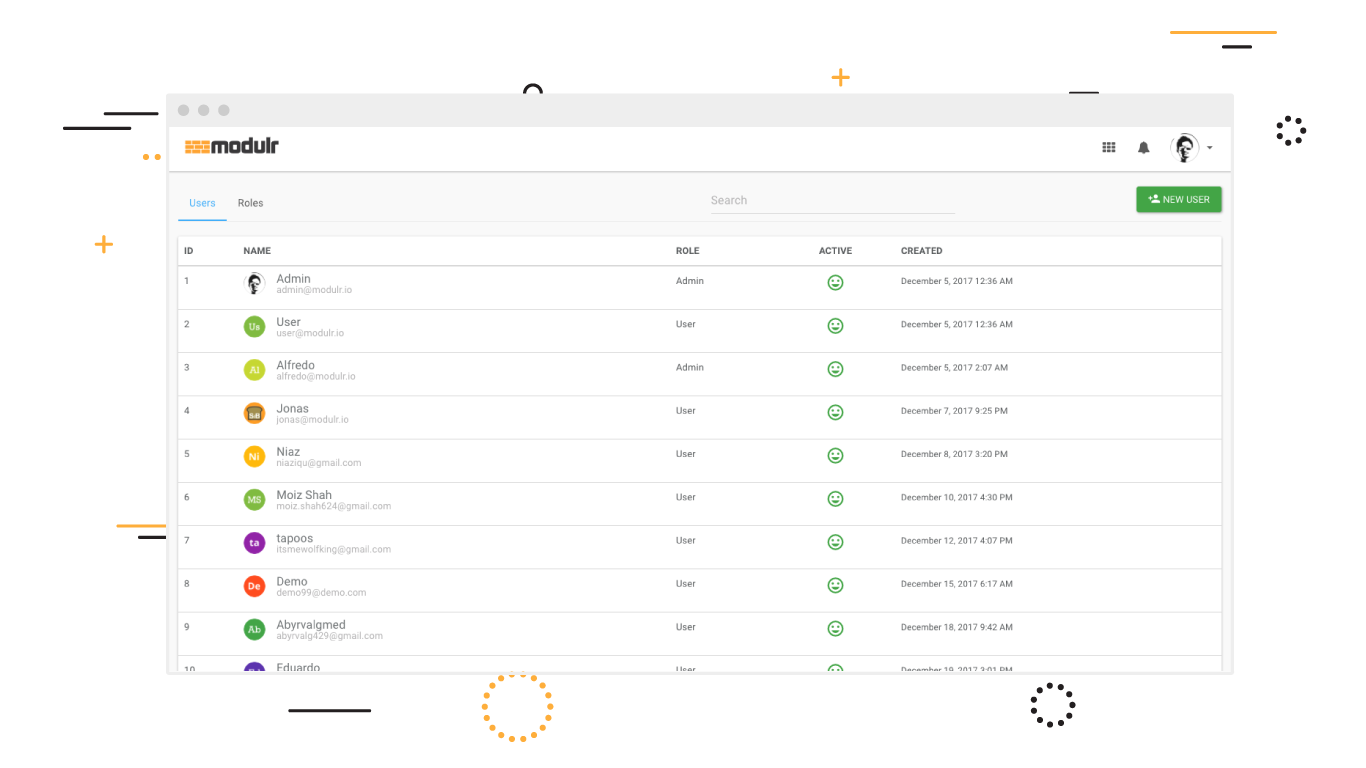 modulr
Users Roles Search NEW USER
ID NAME ROLE ACTIVE CREATED
1 Admin Admin December 5, 2017 12:36 AM
admin@modulr.io
2 Us User User December 5, 2017 12:36 AM
user@modulr.io
3 Al Alfredo Admin December 5, 2017 2:07 AM
alfredo@modulr.io
4 Jonas User December 7, 2017 9:25 PM
jonas@modulr.io
5 Ni Niaz User December 8, 2017 3:20 PM
niaziqu@gmail.com
6 MS Moiz Shah User December 10, 2017 4:30 PM
moiz.shah624@gmail.com
7 ta tapoos User December 12, 2017 4:07 PM
itsmewolfking@gmail.com
8 De Demo User December 15, 2017 6:17 AM
demo99@demo.com
9 Ab Abyrvalgmed User December 18, 2017 9:42 AM
abyrvalg429@gmail.com
10 Eduardo User December 19, 2017 3:01 PM